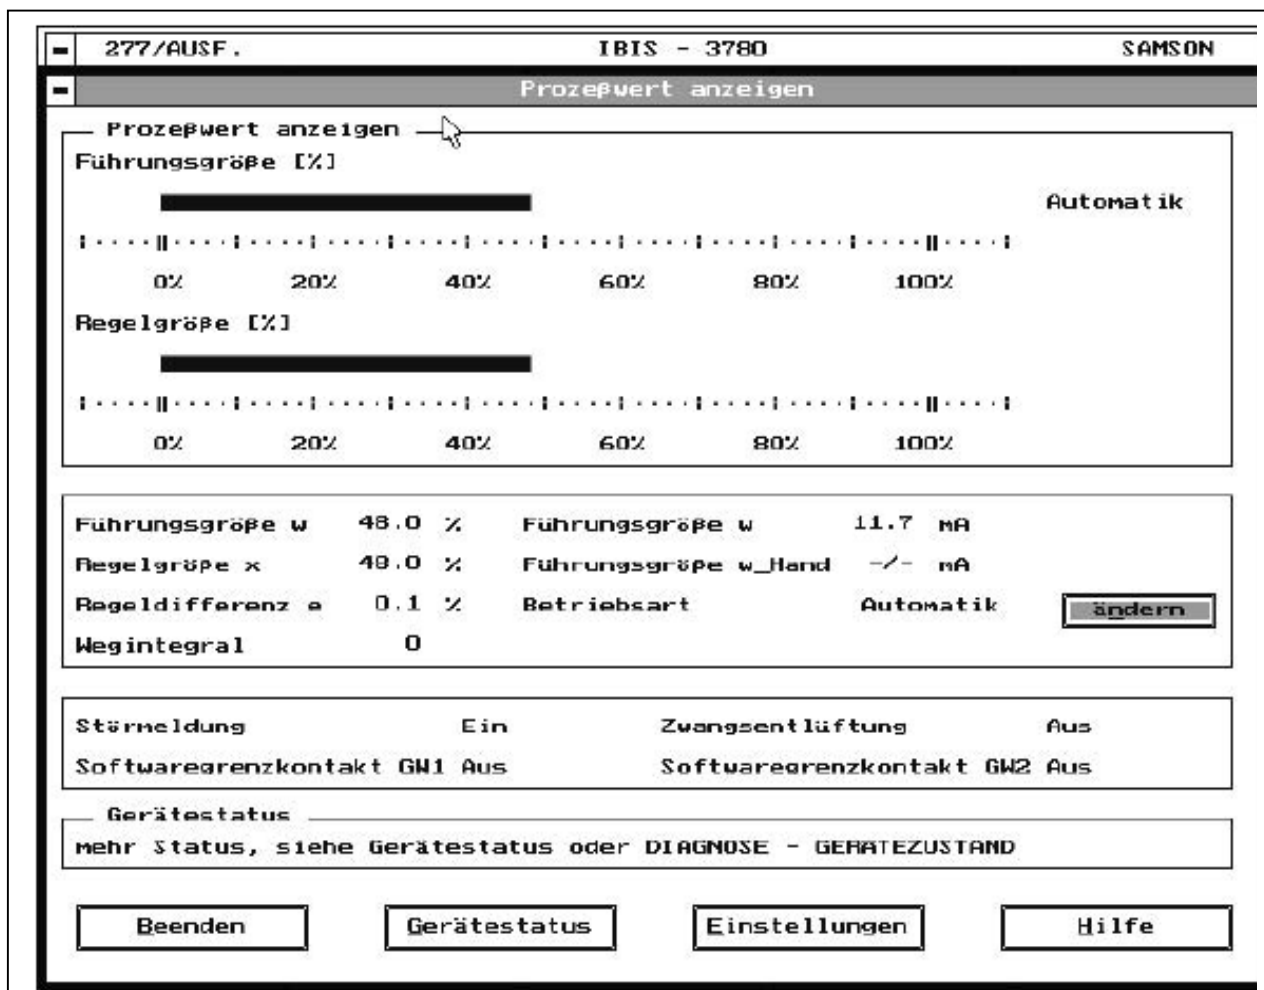 277/AUSF. IBIS - 3780 SAMSON
Prozeßwert anzeigen
Prozeßwert anzeigen
Führungsgröße [%]
Automatik
0% 20% 40% 60% 80% 100%
Regelgröße [%]
0% 20% 40% 60% 80% 100%
Führungsgröße w 48.0 % Führungsgröße w 11.7 mA
Regelgröße x 48.0 % Führungsgröße w_Hand -/- mA
Regeldifferenz e 0.1 % Betriebsart Automatik ändern
Wegintegral 0
Störmeldung Ein Zwangsentlüftung Aus
Softwaregrenzkontakt GW1 Aus Softwaregrenzkontakt GW2 Aus
Gerätestatus
mehr Status, siehe Gerätestatus oder DIAGNOSE - GERÄTEZUSTAND
Beenden Gerätestatus Einstellungen Hilfe